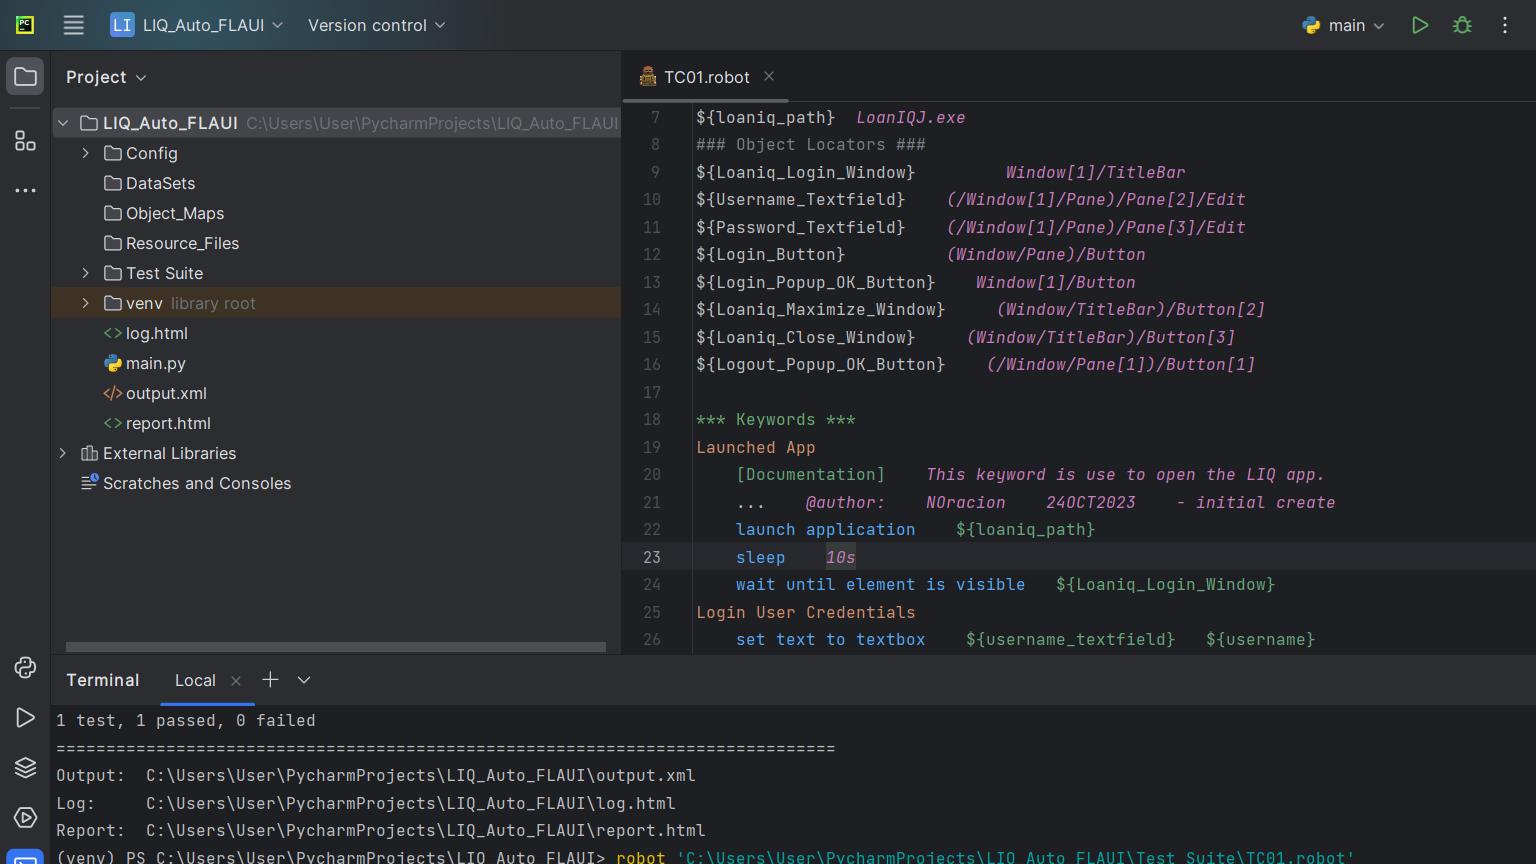 PC
LI LIQ_Auto_FLAUI Version control main
Project
LIQ_Auto_FLAUI C:\Users\User\PycharmProjects\LIQ_Auto_FLAUI
Config
DataSets
Object_Maps
Resource_Files
Test Suite
venv library root
log.html
main.py
output.xml
report.html
External Libraries
Scratches and Consoles
TC01.robot
7 ${loaniq_path} LoanIQJ.exe
8 ### Object Locators ###
9 ${Loaniq_Login_Window} Window[1]/TitleBar
10 ${Username_Textfield} (/Window[1]/Pane)/Pane[2]/Edit
11 ${Password_Textfield} (/Window[1]/Pane)/Pane[3]/Edit
12 ${Login_Button} (Window/Pane)/Button
13 ${Login_Popup_OK_Button} Window[1]/Button
14 ${Loaniq_Maximize_Window} (Window/TitleBar)/Button[2]
15 ${Loaniq_Close_Window} (Window/TitleBar)/Button[3]
16 ${Logout_Popup_OK_Button} (/Window/Pane[1])/Button[1]
17
18 *** Keywords ***
19 Launched App
20 [Documentation] This keyword is use to open the LIQ app.
21 ... @author: NOracion 24OCT2023 - initial create
22 launch application ${loaniq_path}
23 sleep 10s
24 wait until element is visible ${Loaniq_Login_Window}
25 Login User Credentials
26 set text to textbox ${username_textfield} ${username}
Terminal Local
1 test, 1 passed, 0 failed
==============================================================================
Output: C:\Users\User\PycharmProjects\LIQ_Auto_FLAUI\output.xml
Log: C:\Users\User\PycharmProjects\LIQ_Auto_FLAUI\log.html
Report: C:\Users\User\PycharmProjects\LIQ_Auto_FLAUI\report.html
(venv) PS C:\Users\User\PycharmProjects\LIQ_Auto_FLAUI> robot 'C:\Users\User\PycharmProjects\LIQ_Auto_FLAUI\Test Suite\TC01.robot'